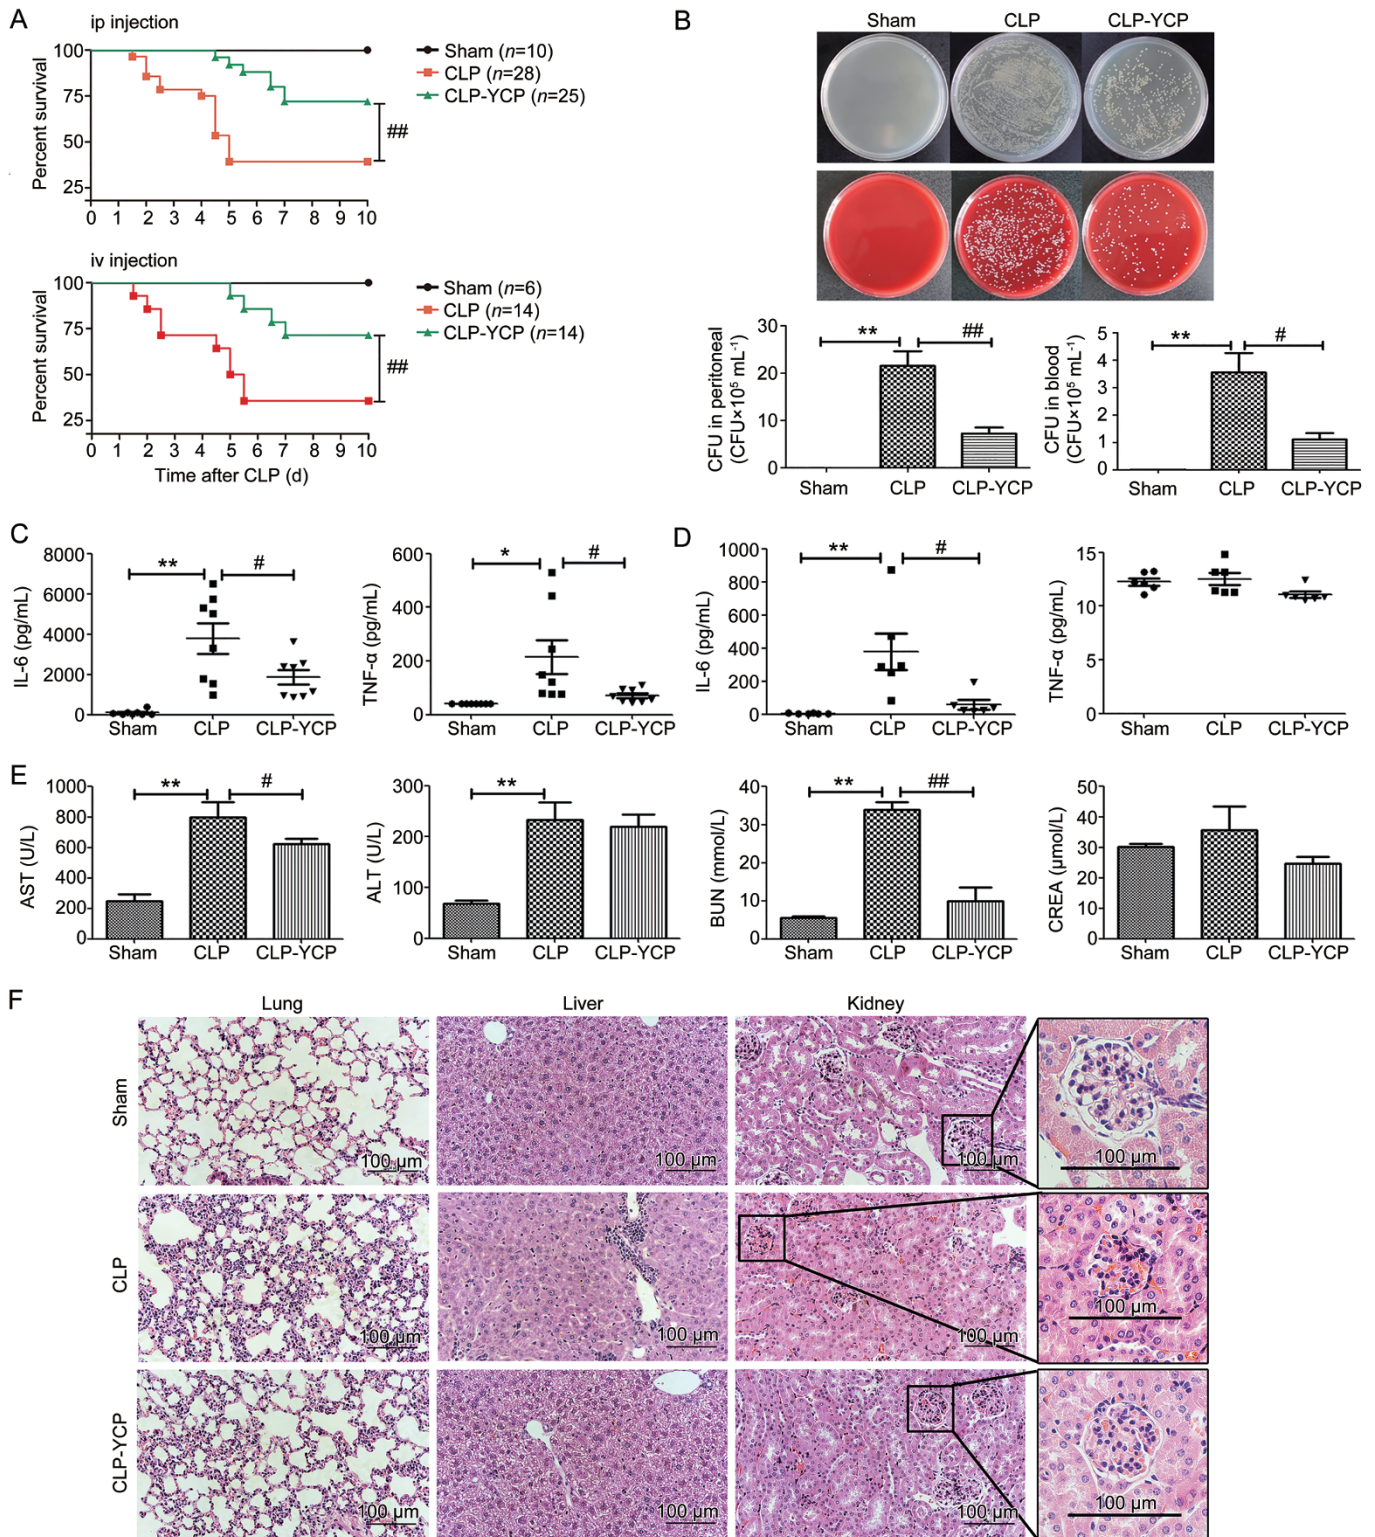 A
ip injection
Percent survival
100
75
50
25
0 1 2 3 4 5 6 7 8 9 10
Sham (n=10)
CLP (n=28)
CLP-YCP (n=25)
##
iv injection
Percent survival
100
75
50
25
0 1 2 3 4 5 6 7 8 9 10
Time after CLP (d)
Sham (n=6)
CLP (n=14)
CLP-YCP (n=14)
##
B
Sham CLP CLP-YCP
CFU in peritoneal
(CFU×10⁵ mL⁻¹)
30
20
10
0
** ##
Sham CLP CLP-YCP
CFU in blood
(CFU×10⁵ mL⁻¹)
5
4
3
2
1
0
** #
Sham CLP CLP-YCP
C
IL-6 (pg/mL)
8000
6000
4000
2000
0
** #
Sham CLP CLP-YCP
TNF-α (pg/mL)
600
400
200
0
* #
Sham CLP CLP-YCP
D
IL-6 (pg/mL)
1000
800
600
400
200
0
** #
Sham CLP CLP-YCP
TNF-α (pg/mL)
15
10
5
0
Sham CLP CLP-YCP
E
AST (U/L)
1000
800
600
400
200
0
** #
Sham CLP CLP-YCP
ALT (U/L)
300
200
100
0
**
Sham CLP CLP-YCP
BUN (mmol/L)
40
30
20
10
0
** ##
Sham CLP CLP-YCP
CREA (µmol/L)
50
40
30
20
10
0
Sham CLP CLP-YCP
F
Lung Liver Kidney
Sham
100 µm 100 µm 100 µm 100 µm
CLP
100 µm 100 µm 100 µm 100 µm
CLP-YCP
100 µm 100 µm 100 µm 100 µm